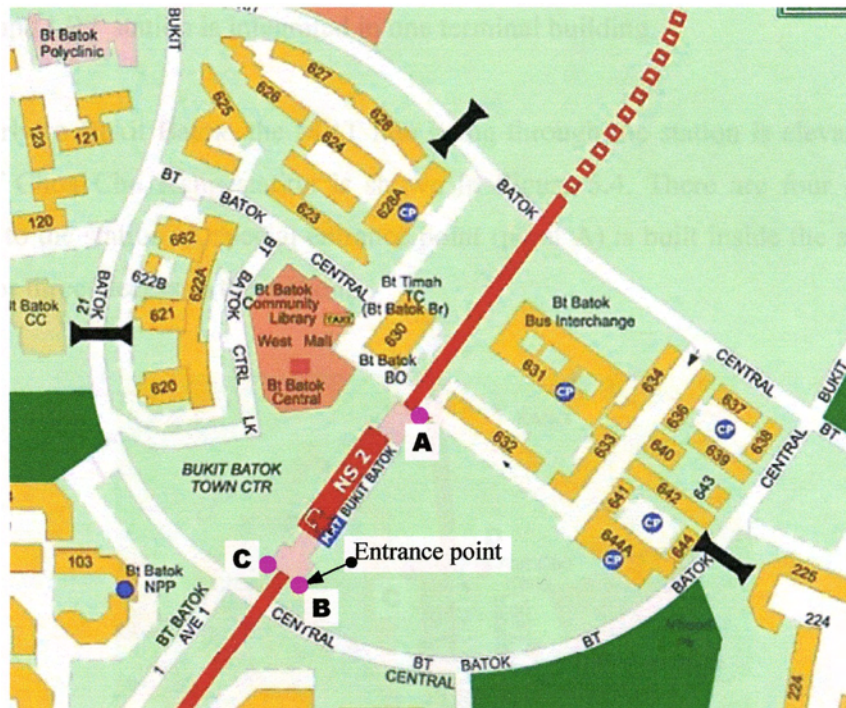 BUKIT
Bt Batok
Polyclinic
123
121
120
625
626
627
628
624
623
628A
CP
BATOK
BT
BATOK
662
622B
622A
621
620
Bt Batok
CC
BATOK
21
BT
BATOK
CTRL
LK
CENTRAL
Bt Batok
Community
Library
West Mall
TAXI
Bt Batok
Central
Bt Timah
TC
(Bt Batok Br)
630
Bt Batok
BO
Bt Batok
Bus Interchange
631
CP
632
633
634
636
637
CP
638
639
640
641
642
643
CP
644
644A
CP
CENTRAL
BUKIT
BT
CENTRAL
BATOK
A
NS 2
MRT BUKIT BATOK
BUKIT BATOK
TOWN CTR
C
Entrance point
B
103
Bt Batok
NPP
BT BATOK
AVE 1
1
CENTRAL
BT
CENTRAL
BATOK
BT
225
224
224